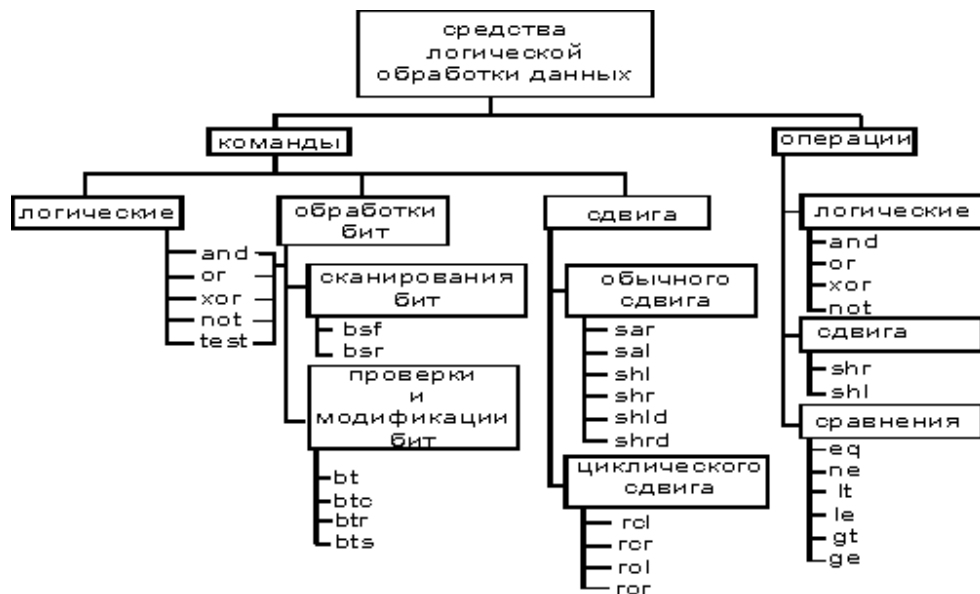 средства
логической
обработки данных
команды
операции
логические
and
or
xor
not
test
обработки
бит
сканирования
бит
bsf
bsr
проверки
и
модификации
бит
bt
btc
btr
bts
сдвига
обычного
сдвига
sar
sal
shl
shr
shld
shrd
циклического
сдвига
rcl
rcr
rol
ror
логические
and
or
xor
not
сдвига
shr
shl
сравнения
eq
ne
lt
le
gt
ge